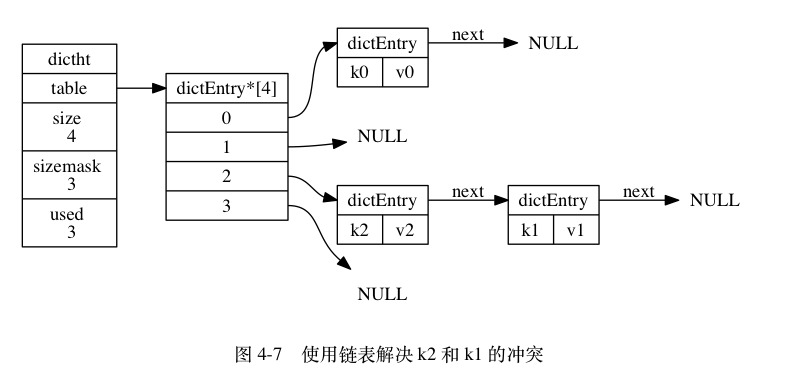 dictht
table
size
4
sizemask
3
used
3
dictEntry*[4]
0
1
2
3
dictEntry
k0 v0
next
NULL
NULL
dictEntry
k2 v2
next
dictEntry
k1 v1
next
NULL
NULL
图 4-7 使用链表解决 k2 和 k1 的冲突